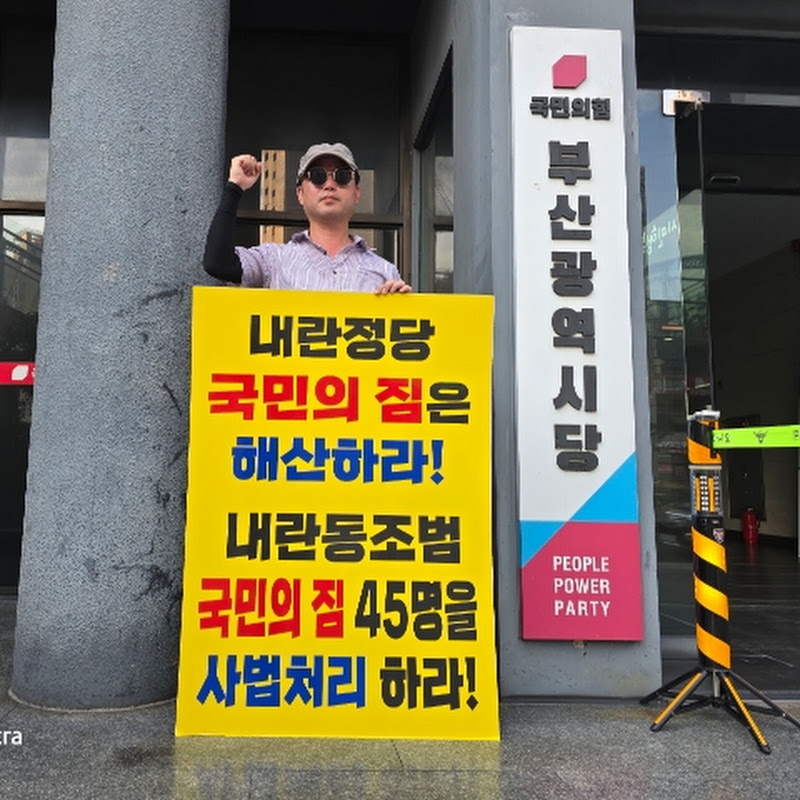 내란정당
국민의 짐은
해산하라!
내란동조범
국민의 짐 45명을
사법처리 하라!
국민의힘
부산광역시당
PEOPLE
POWER
PARTY
tra